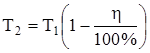 T₂ = T₁(1 − η/100%)